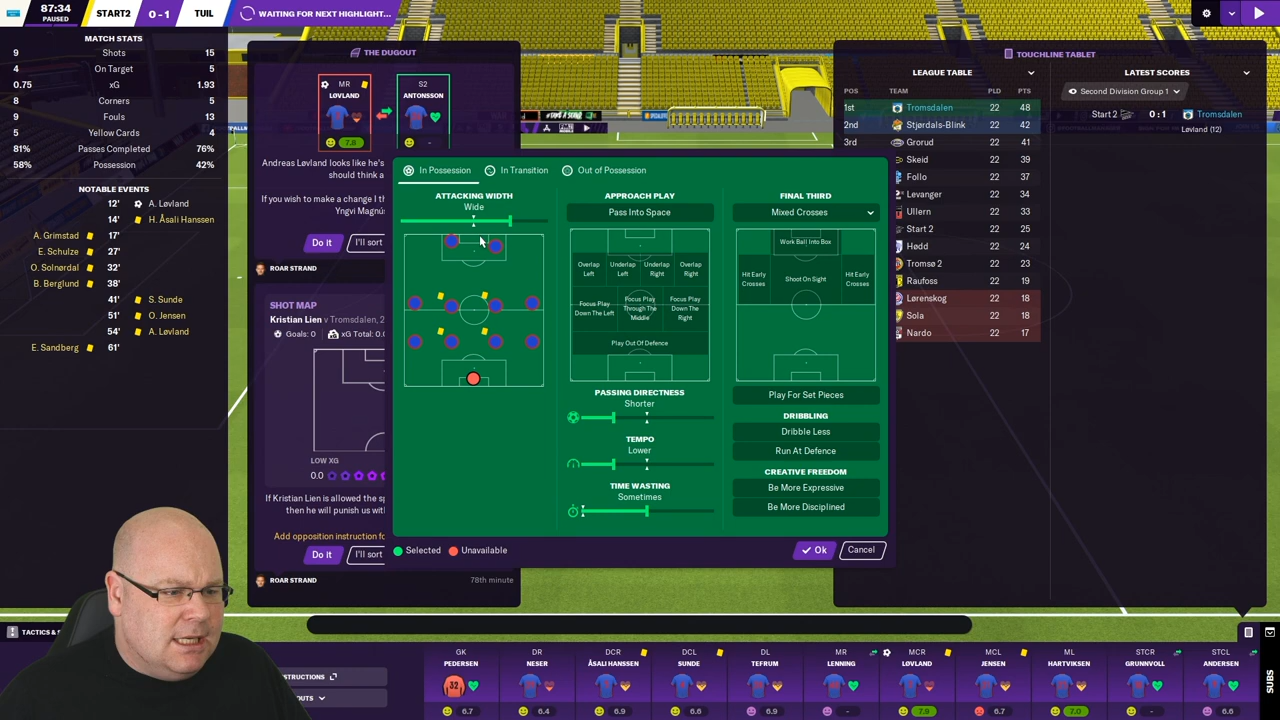 87:34
PAUSED
START2
0 - 1
TUIL
WAITING FOR NEXT HIGHLIGHT...
MATCH STATS
9 Shots 15
4 On Target 5
0.75 xG 1.93
8 Corners 5
9 Fouls 13
5 Yellow Cards 4
81% Passes Completed 76%
58% Possession 42%
NOTABLE EVENTS
12' A. Løvland
14' H. Åsali Hanssen
A. Grimstad 17'
E. Schulze 27'
O. Solnørdal 32'
B. Berglund 38'
41' S. Sunde
51' O. Jensen
54' A. Løvland
E. Sandberg 61'
THE DUGOUT
MR
LØVLAND
7.8
S2
ANTONSSON
-
Andreas Løvland looks like he's
should think a
If you wish to make a change I th
Yngvi Magnús
Do it
I'll sort
ROAR STRAND
SHOT MAP
Kristian Lien v Tromsdalen, 2
Goals: 0 xG Total: 0.0
LOW XG
0.0
If Kristian Lien is allowed the sp
then he will punish us wit
Add opposition instruction fo
Do it
I'll sort
ROAR STRAND
78th minute
In Possession
In Transition
Out of Possession
ATTACKING WIDTH
Wide
APPROACH PLAY
Pass Into Space
Overlap Left
Underlap Left
Underlap Right
Overlap Right
Focus Play Down The Left
Focus Play Through The Middle
Focus Play Down The Right
Play Out Of Defence
PASSING DIRECTNESS
Shorter
TEMPO
Lower
TIME WASTING
Sometimes
FINAL THIRD
Mixed Crosses
Work Ball Into Box
Hit Early Crosses
Shoot On Sight
Hit Early Crosses
Play For Set Pieces
DRIBBLING
Dribble Less
Run At Defence
CREATIVE FREEDOM
Be More Expressive
Be More Disciplined
Selected
Unavailable
Ok
Cancel
TOUCHLINE TABLET
LEAGUE TABLE
POS TEAM PLD PTS
1st Tromsdalen 22 48
2nd Stjørdals-Blink 22 42
3rd Grorud 22 41
Skeid 22 39
Follo 22 37
Levanger 22 34
Ullern 22 33
Start 2 22 25
Hødd 22 24
Tromsø 2 22 23
Raufoss 22 19
Lørenskog 22 18
Sola 22 18
Nardo 22 17
LATEST SCORES
Second Division Group 1
Start 2 0 : 1 Tromsdalen
Løvland (12)
TACTICS &
NSTRUCTIONS
OUTS
GK
PEDERSEN
32
6.7
DR
NESER
6.4
DCR
ÅSALI HANSSEN
6.9
DCL
SUNDE
6.6
DL
TEFRUM
6.9
MR
LENNING
-
MCR
LØVLAND
7.9
MCL
JENSEN
6.7
ML
HARTVIKSEN
7.0
STCR
GRUNNVOLL
-
STCL
ANDERSEN
6.6
SUBS